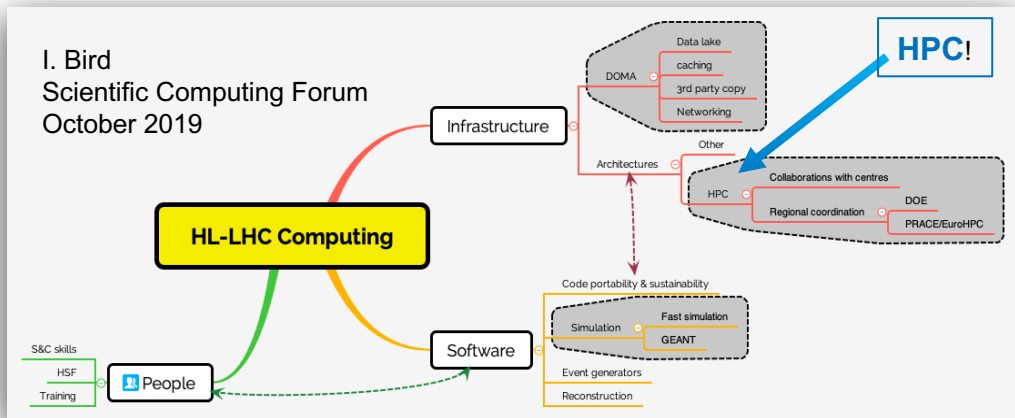 I. Bird
Scientific Computing Forum
October 2019
HPC!
HL-LHC Computing
Infrastructure
DOMA
Data lake
caching
3rd party copy
Networking
Architectures
Other
HPC
Collaborations with centres
Regional coordination
DOE
PRACE/EuroHPC
Software
Code portability & sustainability
Simulation
Fast simulation
GEANT
Event generators
Reconstruction
People
S&C skills
HSF
Training